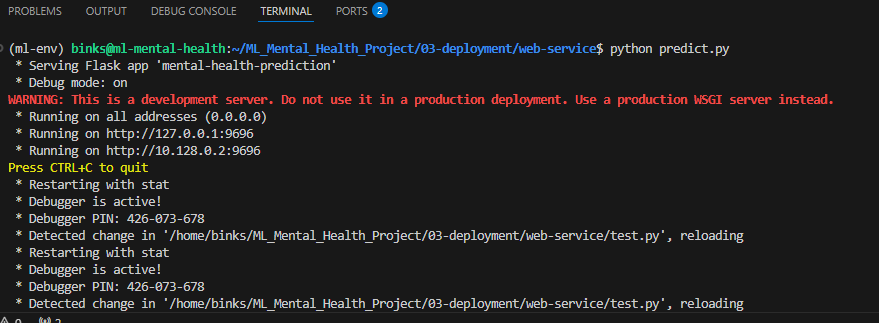 PROBLEMS OUTPUT DEBUG CONSOLE TERMINAL PORTS 2
(ml-env) binks@ml-mental-health:~/ML_Mental_Health_Project/03-deployment/web-service$ python predict.py
* Serving Flask app 'mental-health-prediction'
* Debug mode: on
WARNING: This is a development server. Do not use it in a production deployment. Use a production WSGI server instead.
* Running on all addresses (0.0.0.0)
* Running on http://127.0.0.1:9696
* Running on http://10.128.0.2:9696
Press CTRL+C to quit
* Restarting with stat
* Debugger is active!
* Debugger PIN: 426-073-678
* Detected change in '/home/binks/ML_Mental_Health_Project/03-deployment/web-service/test.py', reloading
* Restarting with stat
* Debugger is active!
* Debugger PIN: 426-073-678
* Detected change in '/home/binks/ML_Mental_Health_Project/03-deployment/web-service/test.py', reloading